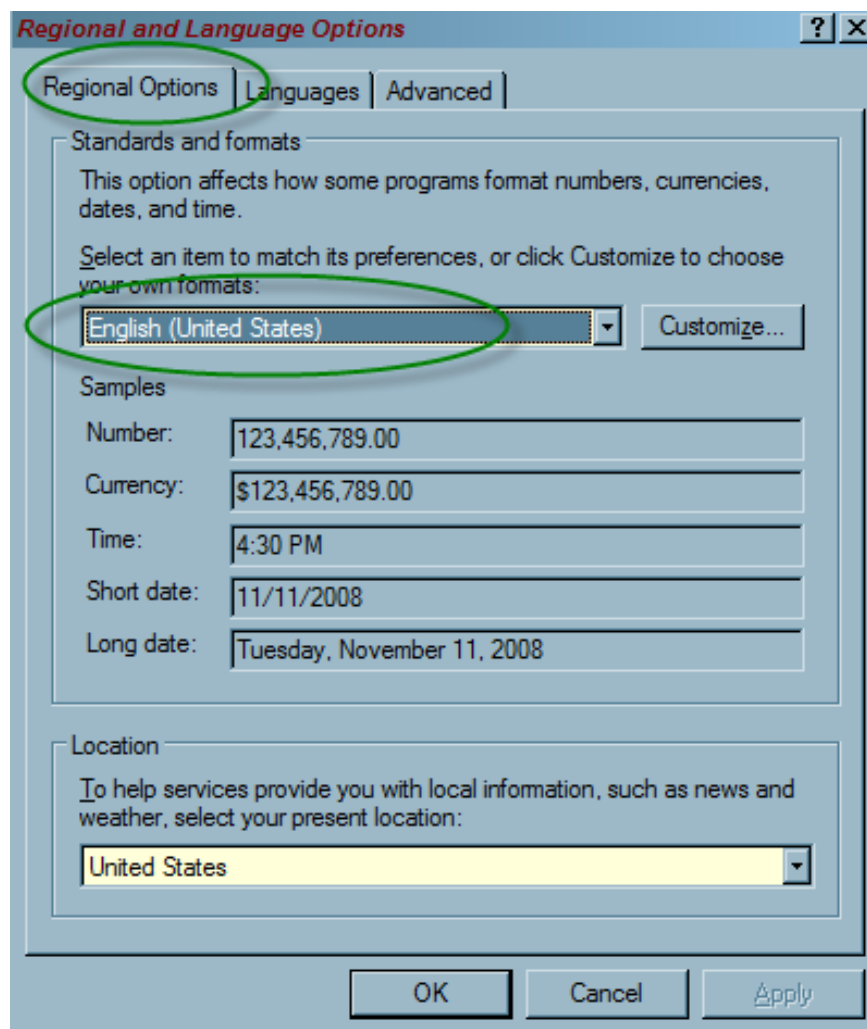 Regional and Language Options
? X
Regional Options Languages Advanced
Standards and formats
This option affects how some programs format numbers, currencies,
dates, and time.
Select an item to match its preferences, or click Customize to choose
your own formats:
English (United States) Customize...
Samples
Number: 123,456,789.00
Currency: $123,456,789.00
Time: 4:30 PM
Short date: 11/11/2008
Long date: Tuesday, November 11, 2008
Location
To help services provide you with local information, such as news and
weather, select your present location:
United States
OK Cancel Apply